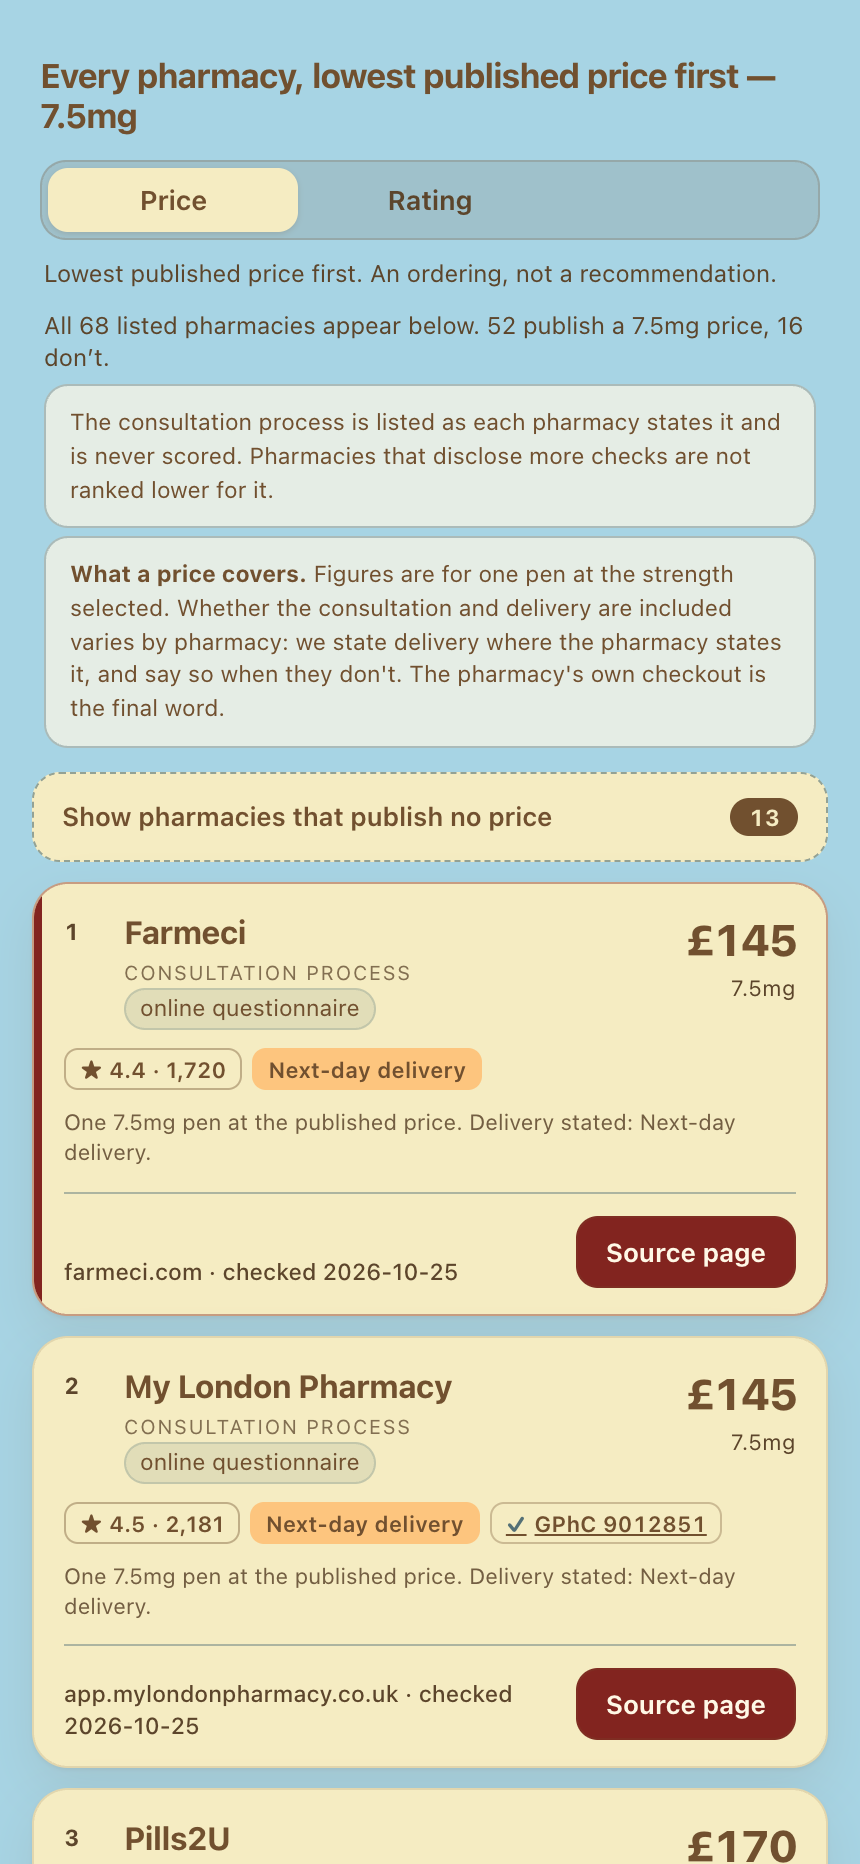 Every pharmacy, lowest published price first —
7.5mg
Price
Rating
Lowest published price first. An ordering, not a recommendation.
All 68 listed pharmacies appear below. 52 publish a 7.5mg price, 16
don’t.
The consultation process is listed as each pharmacy states it and
is never scored. Pharmacies that disclose more checks are not
ranked lower for it.
What a price covers. Figures are for one pen at the strength
selected. Whether the consultation and delivery are included
varies by pharmacy: we state delivery where the pharmacy states
it, and say so when they don't. The pharmacy's own checkout is
the final word.
Show pharmacies that publish no price 13
1 Farmeci £145
CONSULTATION PROCESS
7.5mg
online questionnaire
★ 4.4 · 1,720 Next-day delivery
One 7.5mg pen at the published price. Delivery stated: Next-day
delivery.
Source page
farmeci.com · checked 2026-10-25
2 My London Pharmacy £145
CONSULTATION PROCESS
7.5mg
online questionnaire
★ 4.5 · 2,181 Next-day delivery ✓ GPhC 9012851
One 7.5mg pen at the published price. Delivery stated: Next-day
delivery.
app.mylondonpharmacy.co.uk · checked
2026-10-25
Source page
3 Pills2U £170